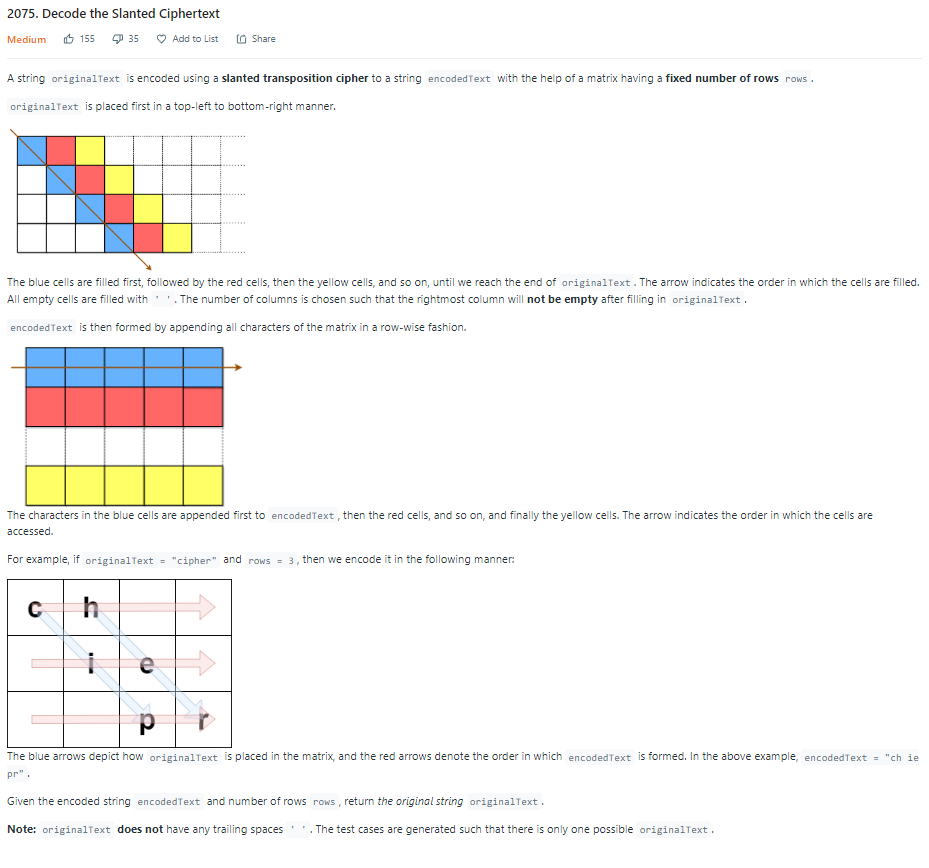 2075. Decode the Slanted Ciphertext
Medium 155 35 Add to List Share
A string originalText is encoded using a slanted transposition cipher to a string encodedText with the help of a matrix having a fixed number of rows rows .
originalText is placed first in a top-left to bottom-right manner.
The blue cells are filled first, followed by the red cells, then the yellow cells, and so on, until we reach the end of originalText . The arrow indicates the order in which the cells are filled.
All empty cells are filled with ' ' . The number of columns is chosen such that the rightmost column will not be empty after filling in originalText .
encodedText is then formed by appending all characters of the matrix in a row-wise fashion.
The characters in the blue cells are appended first to encodedText , then the red cells, and so on, and finally the yellow cells. The arrow indicates the order in which the cells are
accessed.
For example, if originalText = "cipher" and rows = 3 , then we encode it in the following manner:
c h
i e
p r
The blue arrows depict how originalText is placed in the matrix, and the red arrows denote the order in which encodedText is formed. In the above example, encodedText = "ch ie
pr" .
Given the encoded string encodedText and number of rows rows , return the original string originalText .
Note: originalText does not have any trailing spaces ' ' . The test cases are generated such that there is only one possible originalText .